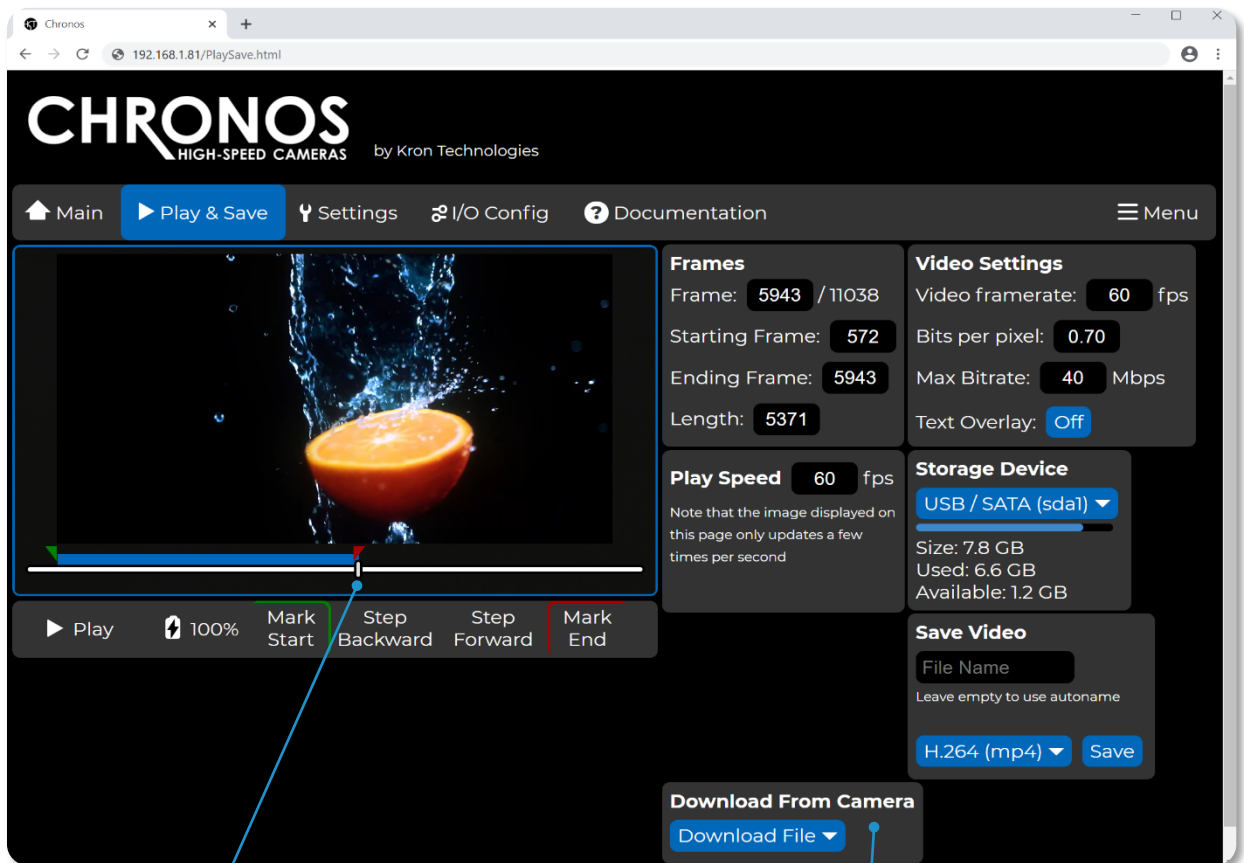 Chronos
192.168.1.81/PlaySave.html
CHRONOS
HIGH-SPEED CAMERAS
by Kron Technologies
Main
Play & Save
Settings
I/O Config
Documentation
Menu
Frames
Frame: 5943 / 11038
Starting Frame: 572
Ending Frame: 5943
Length: 5371
Video Settings
Video framerate: 60 fps
Bits per pixel: 0.70
Max Bitrate: 40 Mbps
Text Overlay: Off
Play Speed 60 fps
Note that the image displayed on
this page only updates a few
times per second
Storage Device
USB / SATA (sda1)
Size: 7.8 GB
Used: 6.6 GB
Available: 1.2 GB
Play
100%
Mark
Start
Step
Backward
Step
Forward
Mark
End
Save Video
File Name
Leave empty to use autoname
H.264 (mp4)
Save
Download From Camera
Download File